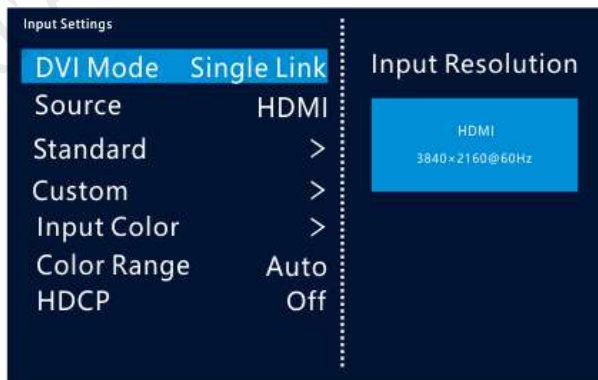 Input Settings
DVI Mode Single Link
Source HDMI
Standard >
Custom >
Input Color >
Color Range Auto
HDCP Off
Input Resolution
HDMI
3840×2160@60Hz